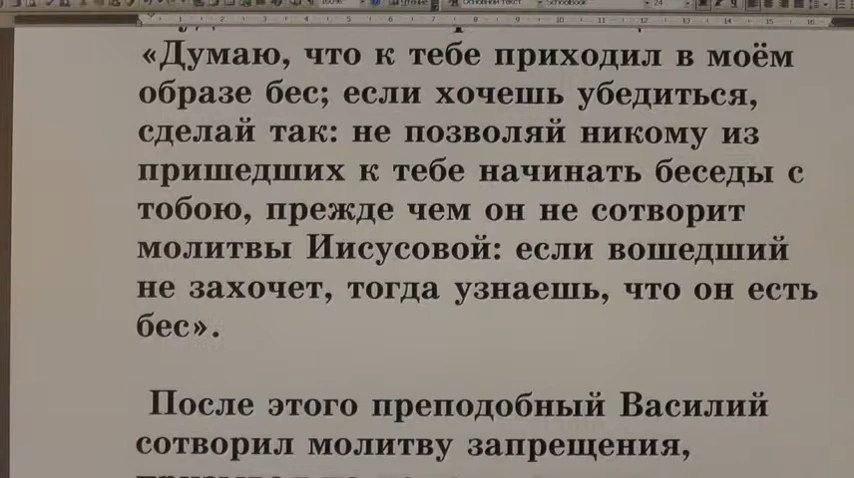 «Думаю, что к тебе приходил в моём
образе бес; если хочешь убедиться,
сделай так: не позволяй никому из
пришедших к тебе начинать беседы с
тобою, прежде чем он не сотворит
молитвы Иисусовой: если вошедший
не захочет, тогда узнаешь, что он есть
бес».
После этого преподобный Василий
сотворил молитву запрещения,